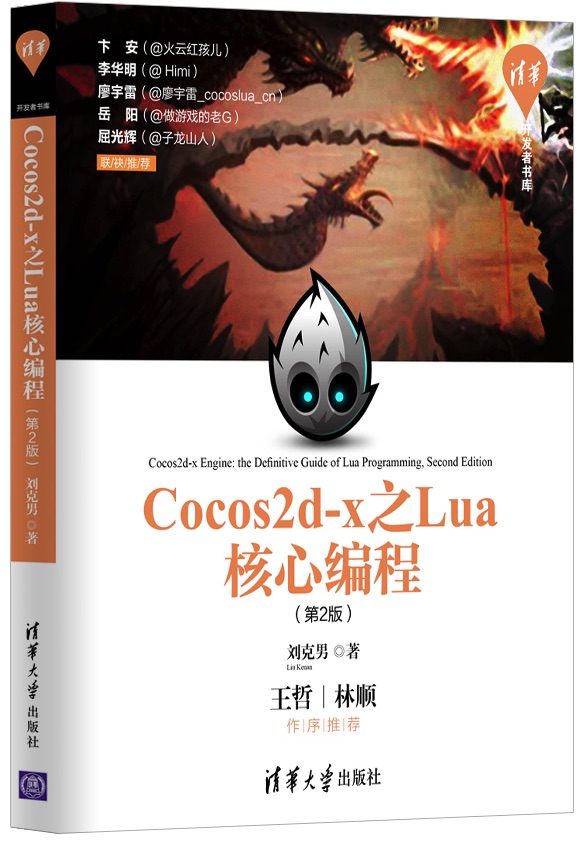 清华
开发者书库
Cocos2d-x之Lua核心编程
（第2版）
刘克男◎著
清华大学出版社
卞 安（@火云红孩儿）
李华明（@ Himi）
廖宇雷（@廖宇雷_cocoslua_cn）
岳 阳（@做游戏的老G）
屈光辉（@子龙山人）
联/袂/推/荐
清华
开发者书库
Cocos2d-x Engine: the Definitive Guide of Lua Programming, Second Edition
Cocos2d-x之Lua
核心编程
（第2版）
刘克男 ◎著
Liu Kenan
王哲｜林顺
作|序|推|荐
清华大学出版社